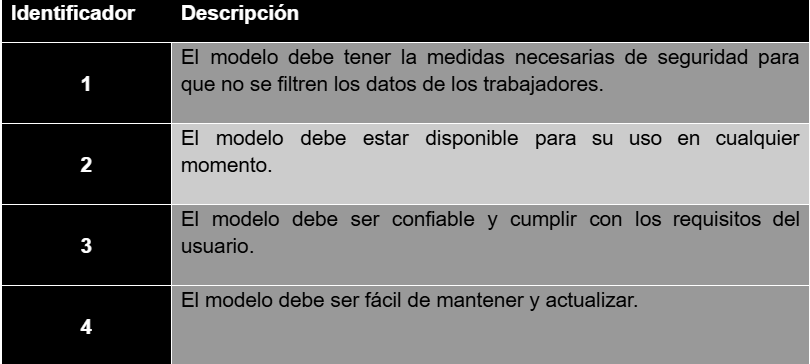 Identificador Descripción
El modelo debe tener la medidas necesarias de seguridad para
1 que no se filtren los datos de los trabajadores.
El modelo debe estar disponible para su uso en cualquier
2 momento.
El modelo debe ser confiable y cumplir con los requisitos del
3 usuario.
El modelo debe ser fácil de mantener y actualizar.
4